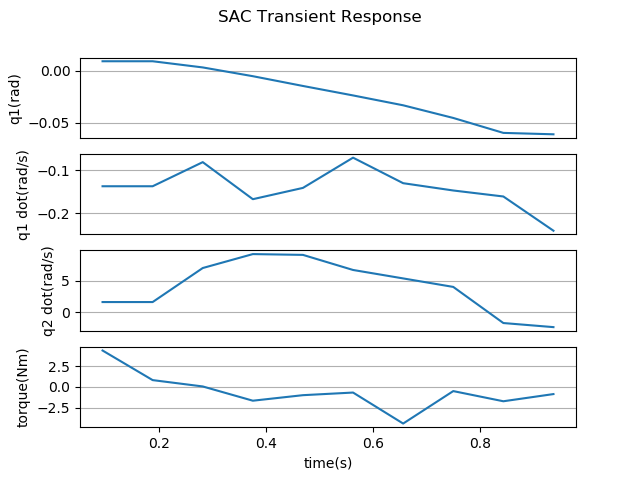 SAC Transient Response
q1(rad)
0.00
−0.05
q1 dot(rad/s)
−0.1
−0.2
q2 dot(rad/s)
5
0
torque(Nm)
2.5
0.0
−2.5
0.2 0.4 0.6 0.8
time(s)